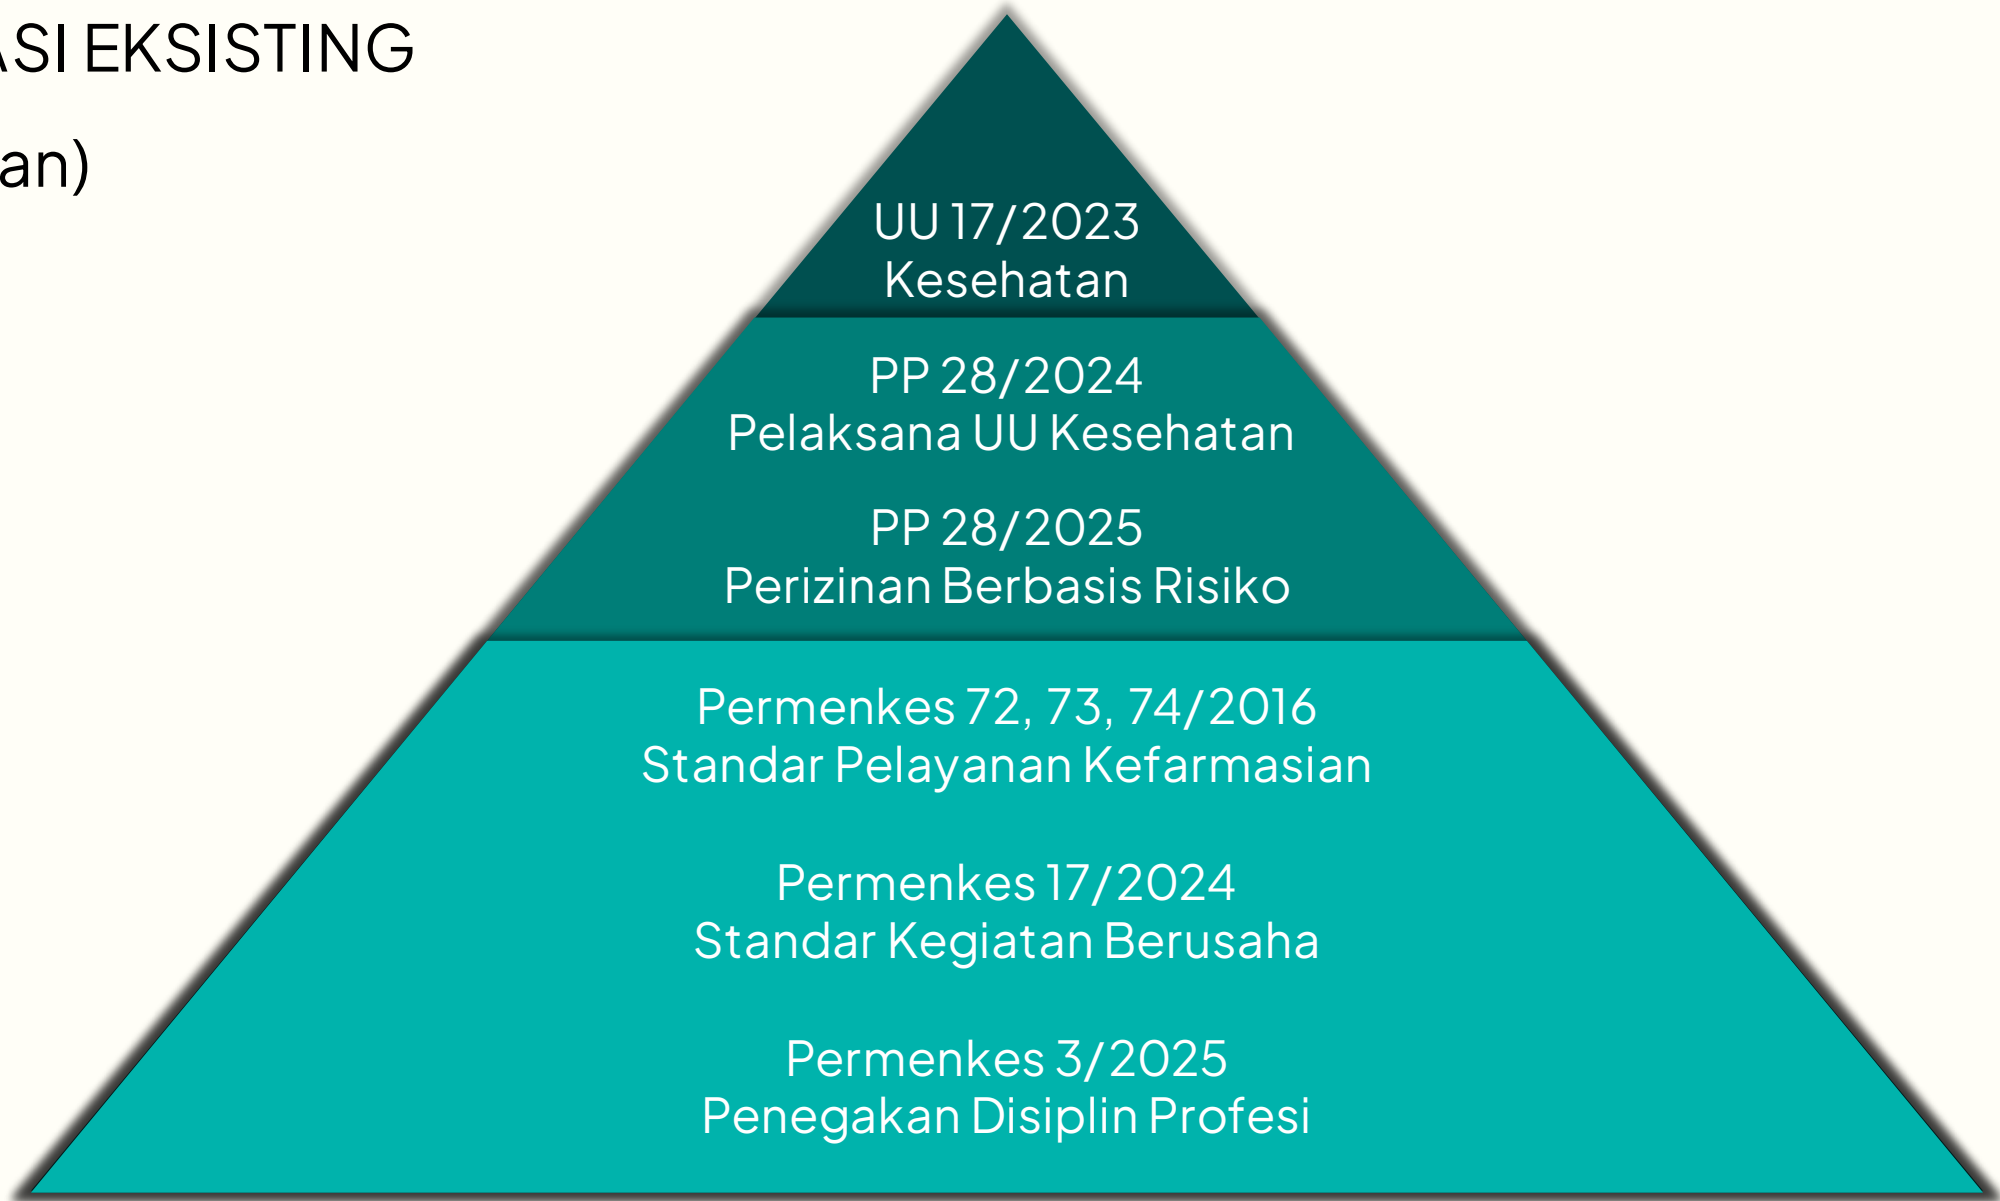 ASI EKSISTING
an)
UU 17/2023
Kesehatan
PP 28/2024
Pelaksana UU Kesehatan
PP 28/2025
Perizinan Berbasis Risiko
Permenkes 72, 73, 74/2016
Standar Pelayanan Kefarmasian
Permenkes 17/2024
Standar Kegiatan Berusaha
Permenkes 3/2025
Penegakan Disiplin Profesi